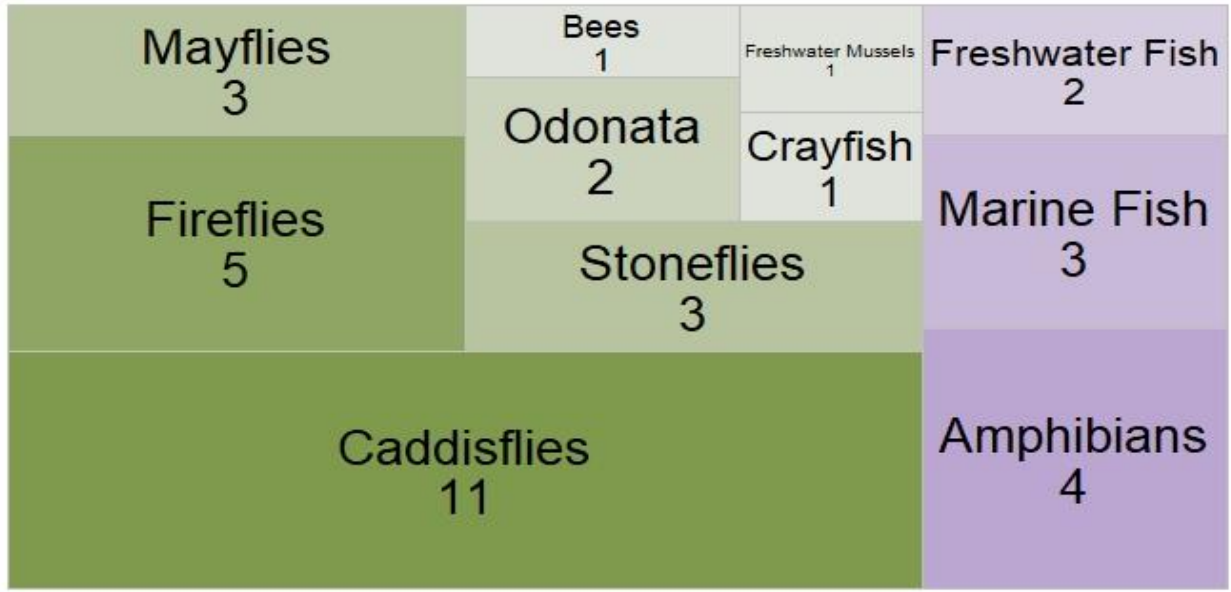 Mayflies
3
Bees
1
Freshwater Mussels
1
Freshwater Fish
2
Odonata
2
Crayfish
1
Fireflies
5
Marine Fish
3
Stoneflies
3
Caddisflies
11
Amphibians
4